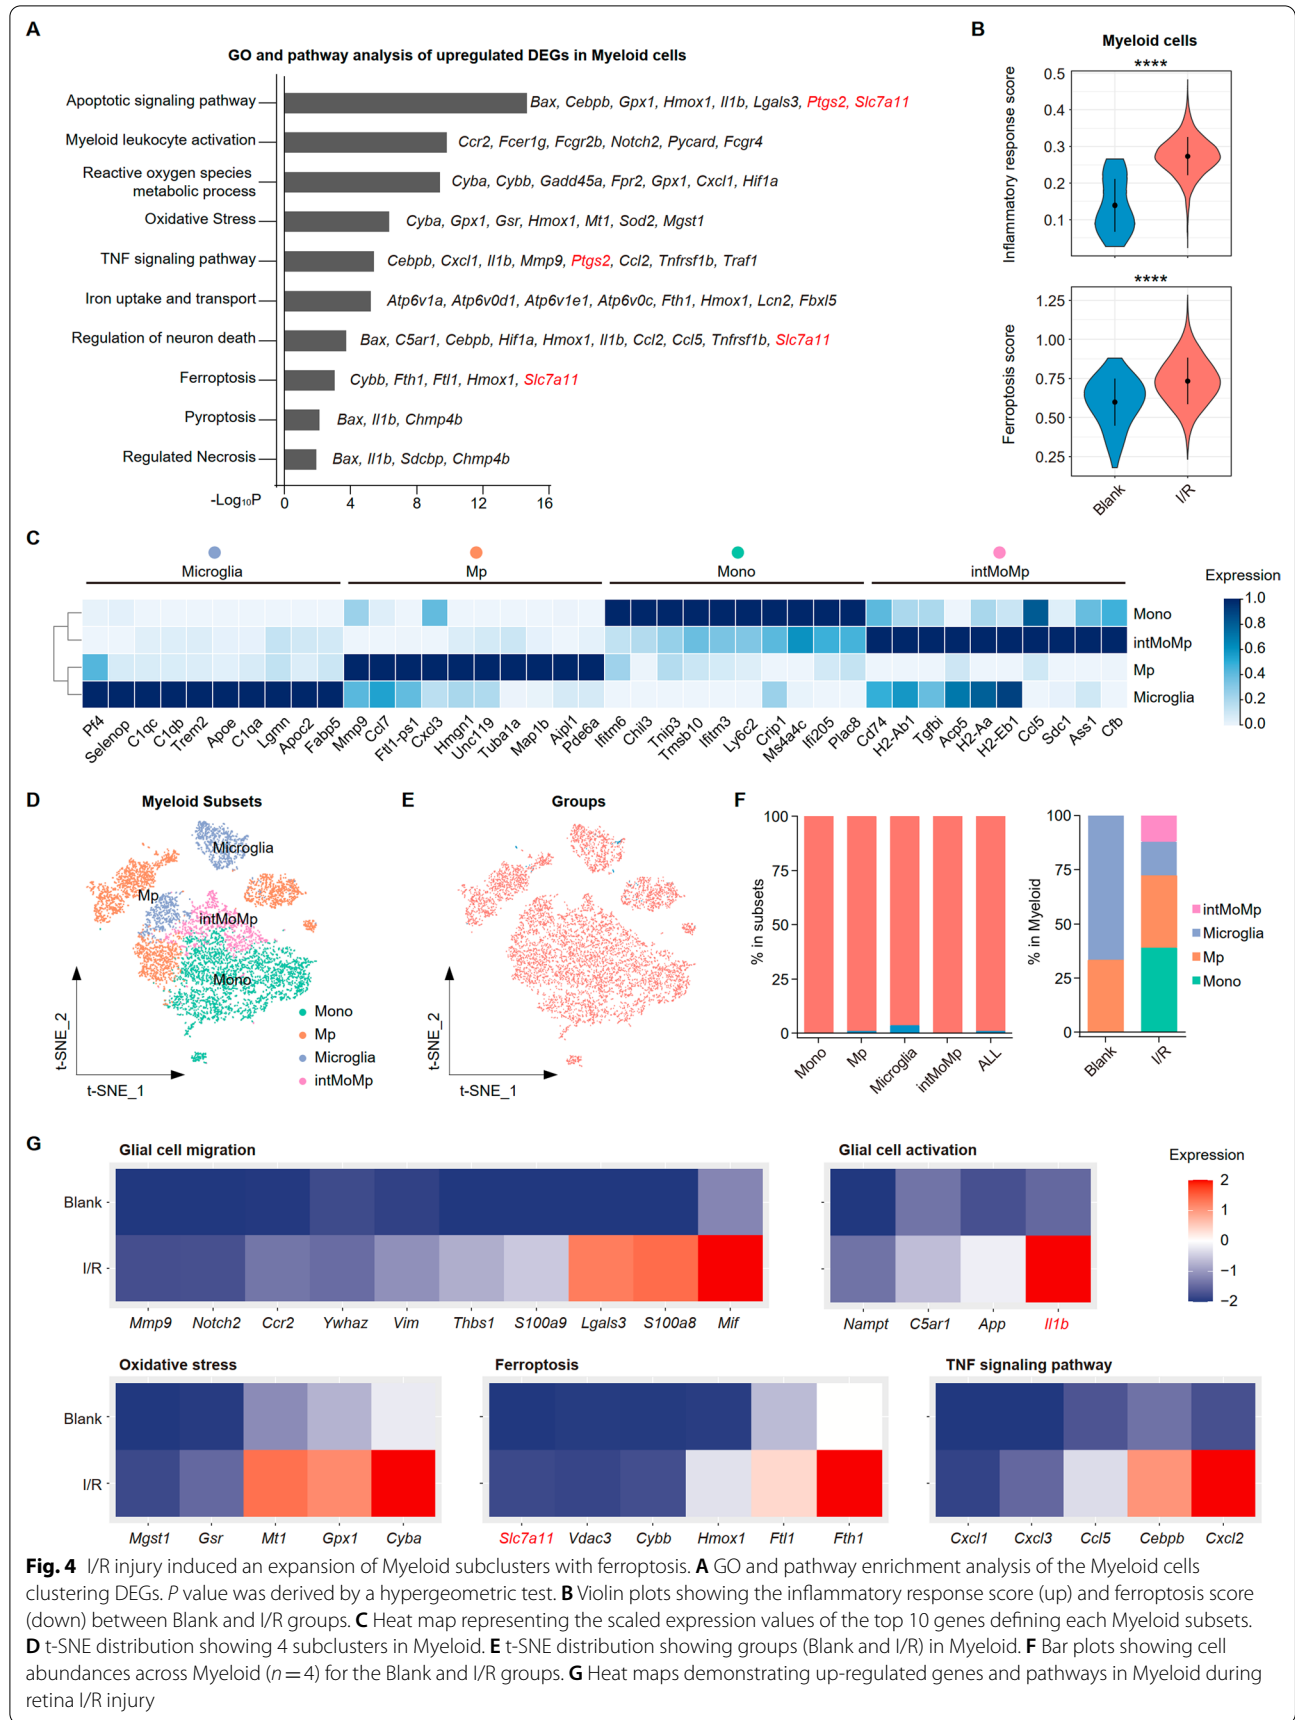 A
GO and pathway analysis of upregulated DEGs in Myeloid cells
Apoptotic signaling pathway
Bax, Cebpb, Gpx1, Hmox1, Il1b, Lgals3, Ptgs2, Slc7a11
Myeloid leukocyte activation
Ccr2, Fcer1g, Fcgr2b, Notch2, Pycard, Fcgr4
Reactive oxygen species
metabolic process
Cyba, Cybb, Gadd45a, Fpr2, Gpx1, Cxcl1, Hif1a
Oxidative Stress
Cyba, Gpx1, Gsr, Hmox1, Mt1, Sod2, Mgst1
TNF signaling pathway
Cebpb, Cxcl1, Il1b, Mmp9, Ptgs2, Ccl2, Tnfrsf1b, Traf1
Iron uptake and transport
Atp6v1a, Atp6v0d1, Atp6v1e1, Atp6v0c, Fth1, Hmox1, Lcn2, Fbxl5
Regulation of neuron death
Bax, C5ar1, Cebpb, Hif1a, Hmox1, Il1b, Ccl2, Ccl5, Tnfrsf1b, Slc7a11
Ferroptosis
Cybb, Fth1, Ftl1, Hmox1, Slc7a11
Pyroptosis
Bax, Il1b, Chmp4b
Regulated Necrosis
Bax, Il1b, Sdcbp, Chmp4b
-Log₁₀P 0 4 8 12 16
B
Myeloid cells
****
Inflammatory response score
0.5
0.4
0.3
0.2
0.1
****
Ferroptosis score
1.25
1.00
0.75
0.50
0.25
Blank I/R
C
Microglia Mp Mono intMoMp
Expression
1.0
0.8
0.6
0.4
0.2
0.0
Mono
intMoMp
Mp
Microglia
Pf4 Selenop C1qc C1qb Trem2 Apoe C1qa Lgmn Apoc2 Fabp5 Mmp9 Ccl7 Ftl1-ps1 Cxcl3 Hmgn1 Unc119 Tuba1a Map1b Aipl1 Pde6a Ifitm6 Chil3 Tnip3 Tmsb10 Ifitm3 Ly6c2 Crip1 Ms4a4c Ifi205 Plac8 Cd74 H2-Ab1 Tgfbi Acp5 H2-Aa H2-Eb1 Ccl5 Sdc1 Ass1 Cfb
D
Myeloid Subsets
Microglia
Mp
intMoMp
Mono
Mono
Mp
Microglia
intMoMp
t-SNE_2
t-SNE_1
E
Groups
t-SNE_2
t-SNE_1
F
% in subsets
100
75
50
25
0
Mono Mp Microglia intMoMp ALL
% in Myeloid
100
75
50
25
0
Blank I/R
intMoMp
Microglia
Mp
Mono
G
Glial cell migration
Blank
I/R
Mmp9 Notch2 Ccr2 Ywhaz Vim Thbs1 S100a9 Lgals3 S100a8 Mif
Glial cell activation
Nampt C5ar1 App Il1b
Expression
2
1
0
−1
−2
Oxidative stress
Blank
I/R
Mgst1 Gsr Mt1 Gpx1 Cyba
Ferroptosis
Slc7a11 Vdac3 Cybb Hmox1 Ftl1 Fth1
TNF signaling pathway
Cxcl1 Cxcl3 Ccl5 Cebpb Cxcl2
Fig. 4 I/R injury induced an expansion of Myeloid subclusters with ferroptosis. A GO and pathway enrichment analysis of the Myeloid cells
clustering DEGs. P value was derived by a hypergeometric test. B Violin plots showing the inflammatory response score (up) and ferroptosis score
(down) between Blank and I/R groups. C Heat map representing the scaled expression values of the top 10 genes defining each Myeloid subsets.
D t-SNE distribution showing 4 subclusters in Myeloid. E t-SNE distribution showing groups (Blank and I/R) in Myeloid. F Bar plots showing cell
abundances across Myeloid (n = 4) for the Blank and I/R groups. G Heat maps demonstrating up-regulated genes and pathways in Myeloid during
retina I/R injury